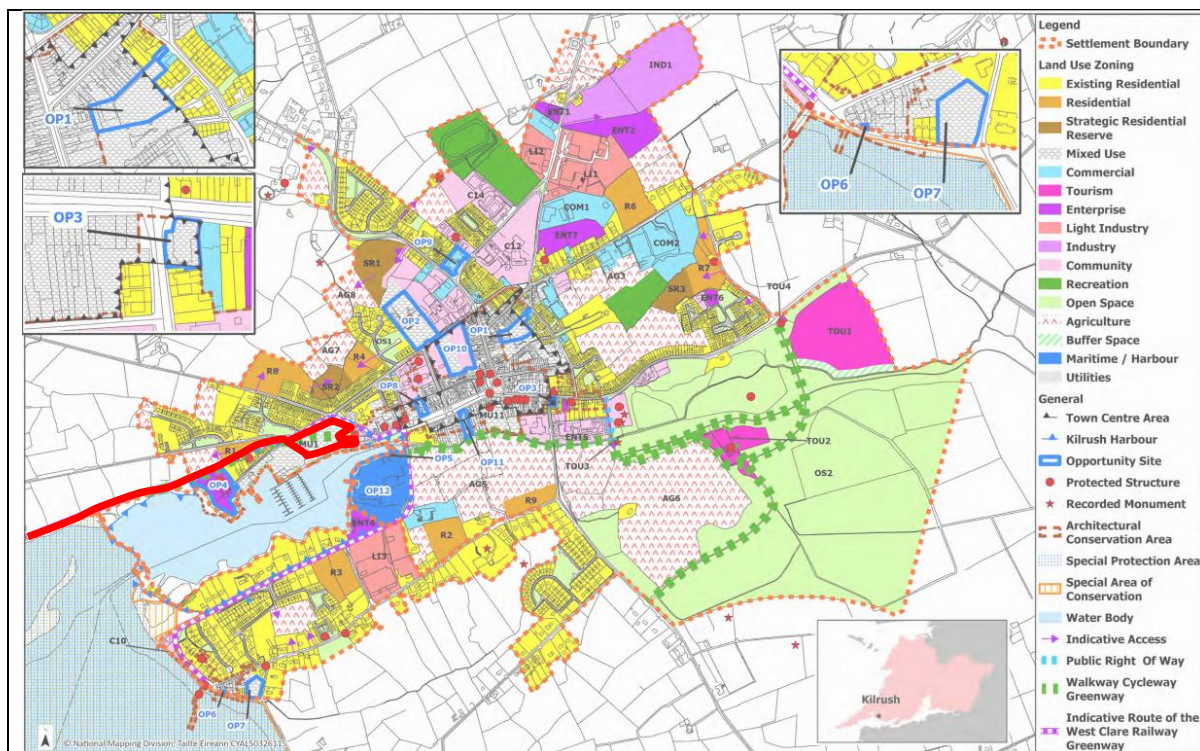 OP1
OP3
OP6
OP7
IND1
ENT1
ENT2
LI2
LI1
C14
R6
COM1
C12
ENT7
COM2
OP9
SR1
R7
AG3
SR3
ENT6
TOU4
AG8
TOU1
OP2
OS1
OP1
AG7
R4
OP10
R8
SR2
OP8
OP3
MU11
MU1
R1
ENT5
OP5
OP11
TOU3
TOU2
OP4
OS2
OP12
AG5
AG6
R9
ENT4
R2
LI3
R3
C10
OP6
OP7
Kilrush
N
© National Mapping Division, Tailte Éireann CYAL50326115
Legend
Settlement Boundary
Land Use Zoning
Existing Residential
Residential
Strategic Residential
Reserve
Mixed Use
Commercial
Tourism
Enterprise
Light Industry
Industry
Community
Recreation
Open Space
Agriculture
Buffer Space
Maritime / Harbour
Utilities
General
Town Centre Area
Kilrush Harbour
Opportunity Site
Protected Structure
Recorded Monument
Architectural
Conservation Area
Special Protection Area
Special Area of
Conservation
Water Body
Indicative Access
Public Right Of Way
Walkway Cycleway
Greenway
Indicative Route of the
West Clare Railway
Greenway